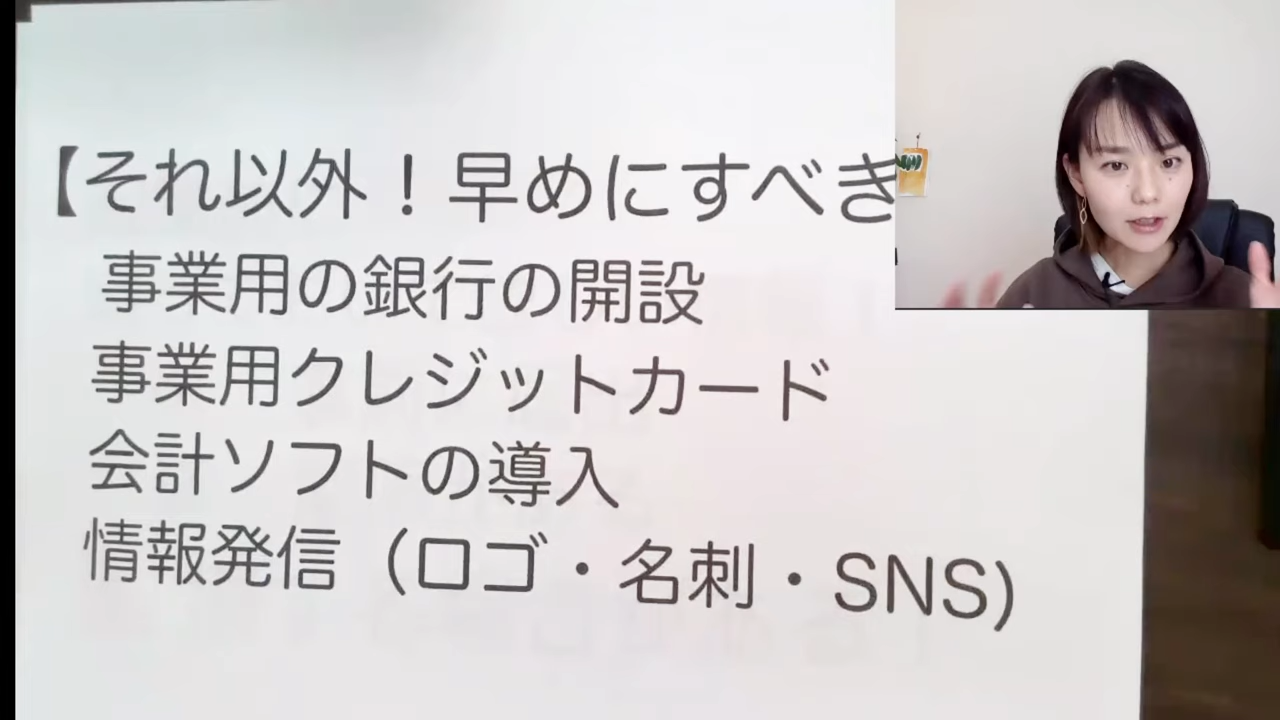 【それ以外！早めにすべき
事業用の銀行の開設
事業用クレジットカード
会計ソフトの導入
情報発信（ロゴ・名刺・SNS)